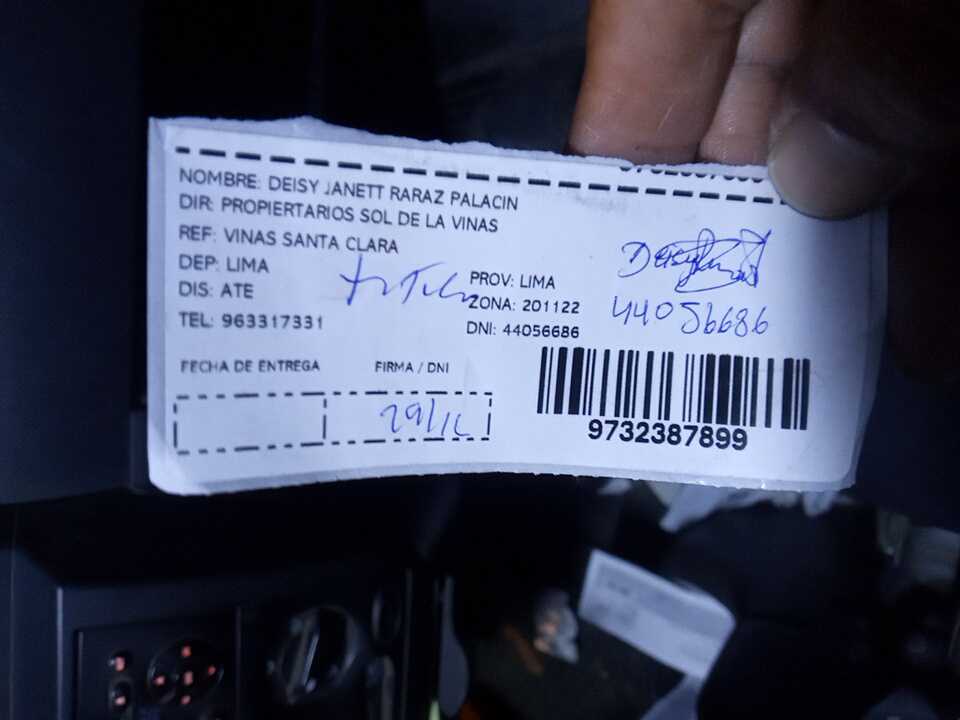 NOMBRE: DEISY JANETT RARAZ PALACIN
DIR: PROPIERTARIOS SOL DE LA VINAS
REF: VINAS SANTA CLARA
DEP: LIMA
PROV: LIMA
DIS: ATE
ZONA: 201122
TEL: 963317331
DNI: 44056686
Deisy
44056686
FECHA DE ENTREGA
FIRMA / DNI
29/12
9732387899